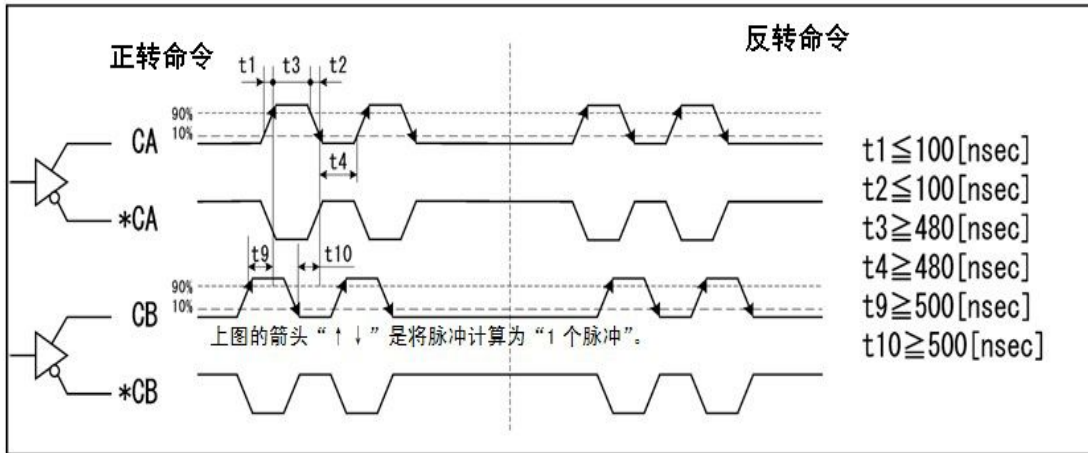 正转命令
反转命令
t1 t3 t2
90%
10%
CA
t4
*CA
t9 t10
90%
10%
CB
上图的箭头“↑↓”是将脉冲计算为“1 个脉冲”。
*CB
t1≦100[nsec]
t2≦100[nsec]
t3≧480[nsec]
t4≧480[nsec]
t9≧500[nsec]
t10≧500[nsec]